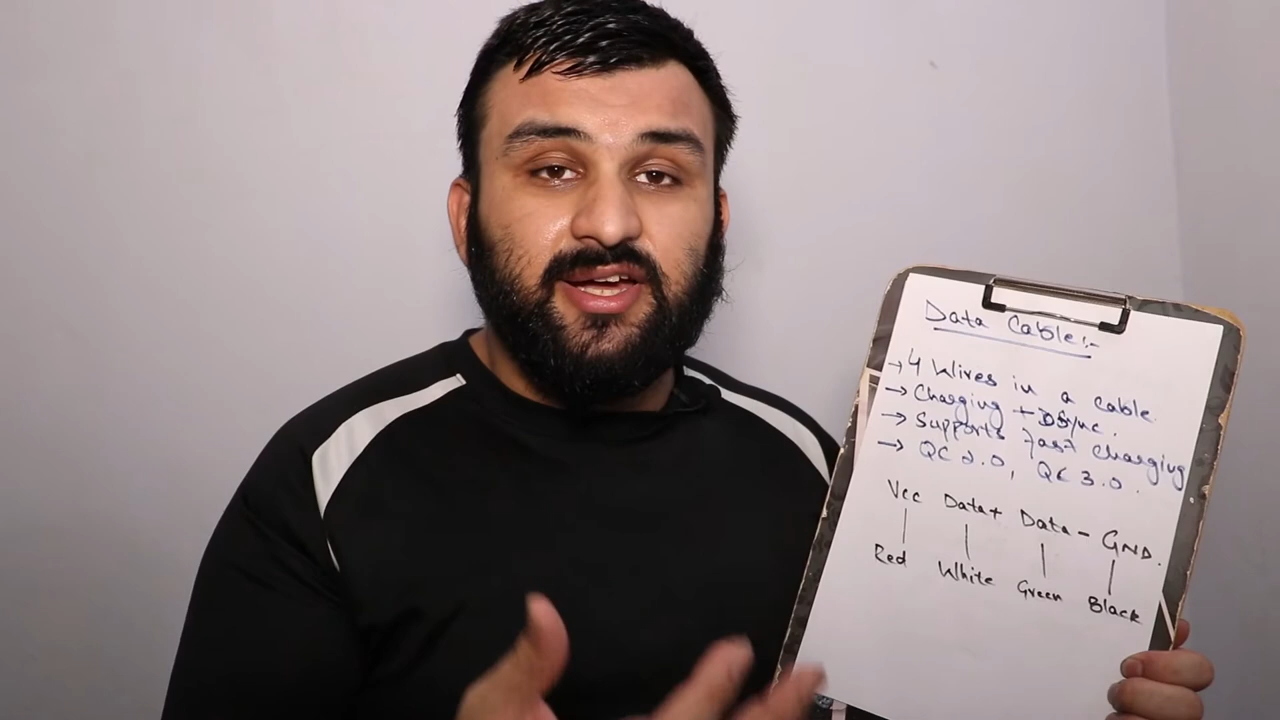 Data Cable:-
→ 4 Wires in a cable.
→ Charging + DSync.
→ Supports fast charging
→ QC 2.0, QC 3.0.
Vcc Data+ Data- GND.
Red White Green Black